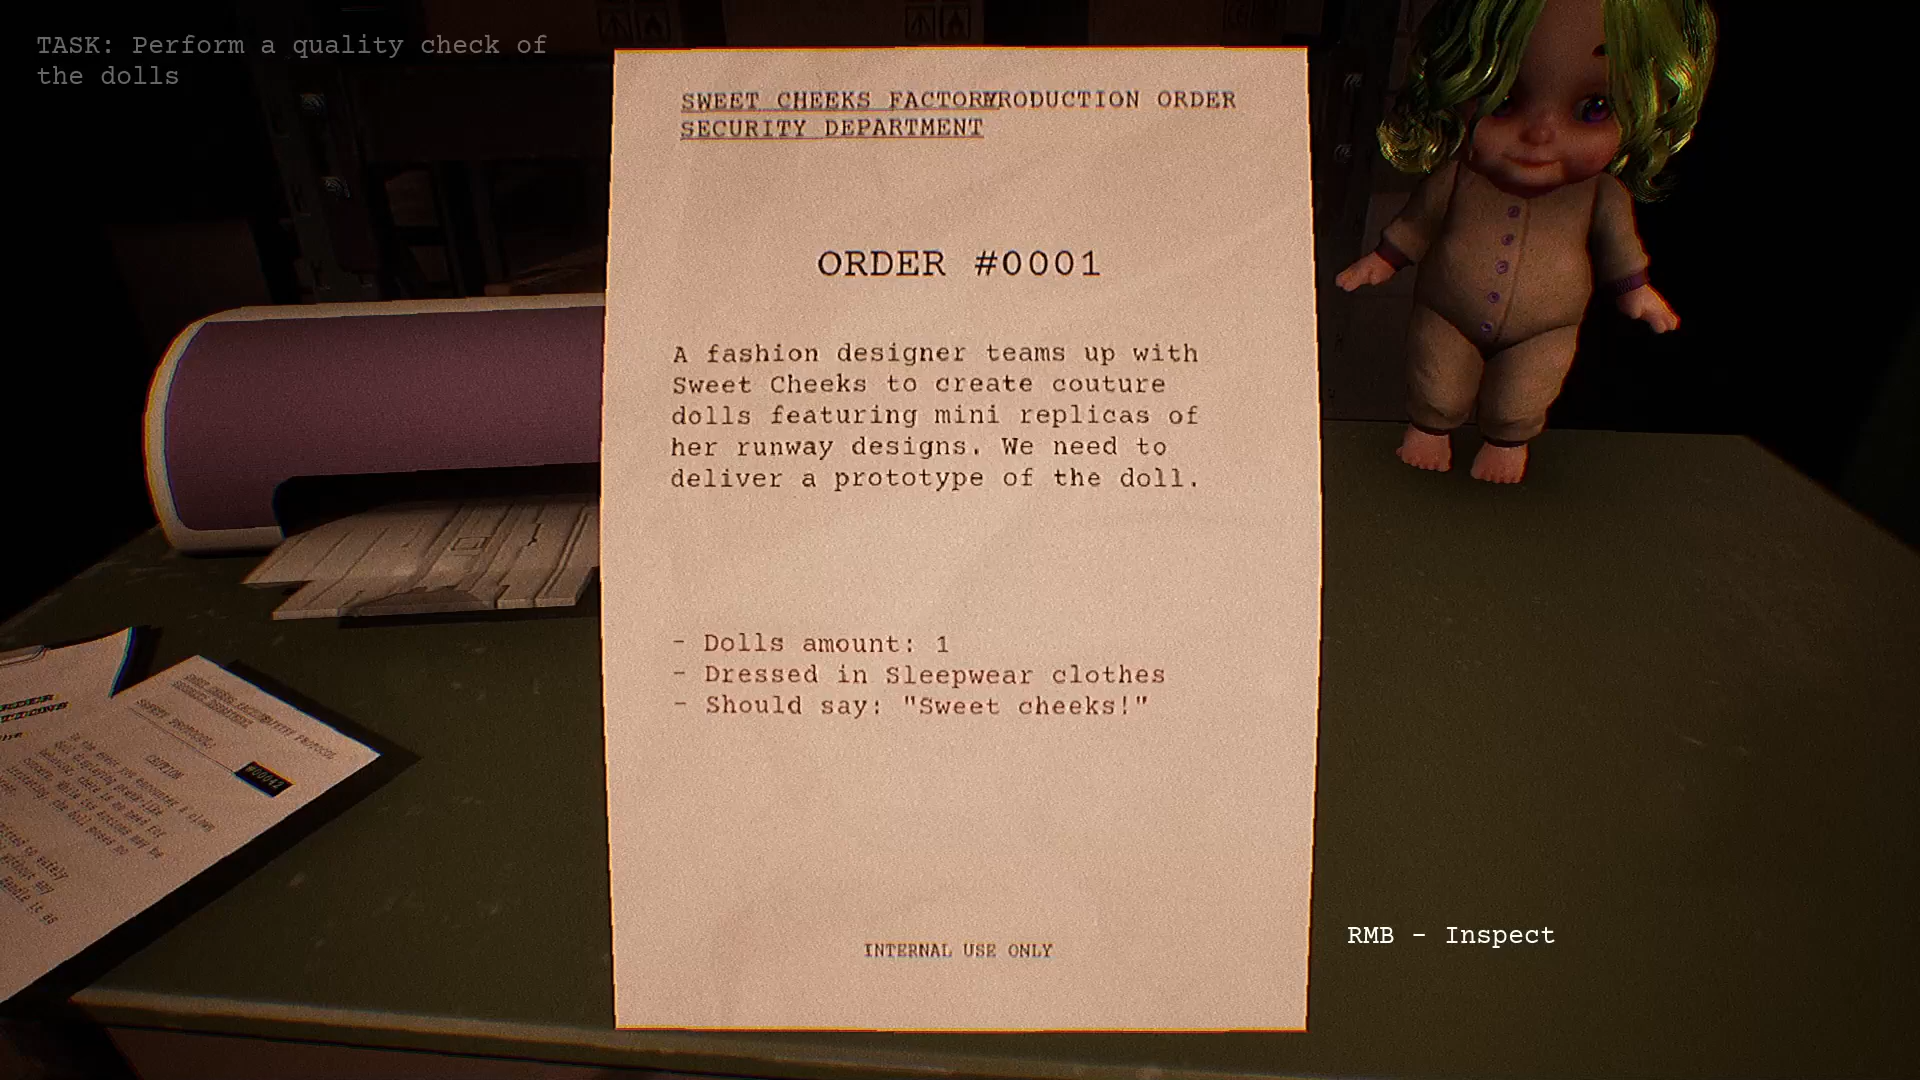 TASK: Perform a quality check of
the dolls
SWEET CHEEKS FACTORY PRODUCTION ORDER
SECURITY DEPARTMENT
ORDER #0001
A fashion designer teams up with
Sweet Cheeks to create couture
dolls featuring mini replicas of
her runway designs. We need to
deliver a prototype of the doll.
- Dolls amount: 1
- Dressed in Sleepwear clothes
- Should say: "Sweet cheeks!"
INTERNAL USE ONLY
RMB - Inspect
CAUTION
#00042